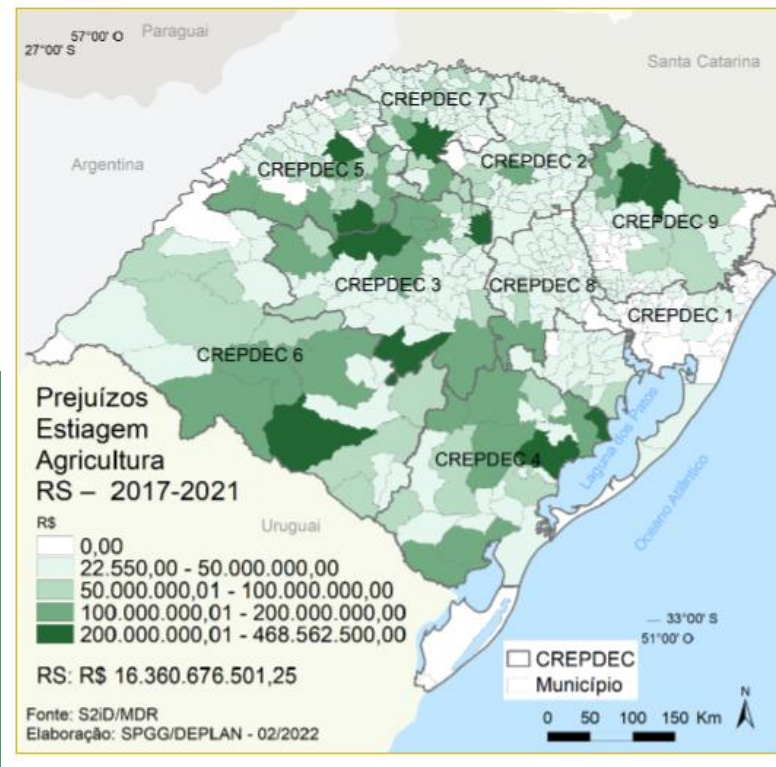 57°00' O
27°00' S
Paraguai
Santa Catarina
Argentina
CREPDEC 7
CREPDEC 5
CREPDEC 2
CREPDEC 9
CREPDEC 3
CREPDEC 8
CREPDEC 1
CREPDEC 6
CREPDEC 4
Laguna dos Patos
Oceano Atlântico
Uruguai
Prejuízos
Estiagem
Agricultura
RS – 2017-2021
R$
0,00
22.550,00 - 50.000.000,00
50.000.000,01 - 100.000.000,00
100.000.000,01 - 200.000.000,00
200.000.000,01 - 468.562.500,00
RS: R$ 16.360.676.501,25
Fonte: S2iD/MDR
Elaboração: SPGG/DEPLAN - 02/2022
33°00' S
51°00' O
CREPDEC
Município
N
0 50 100 150 Km